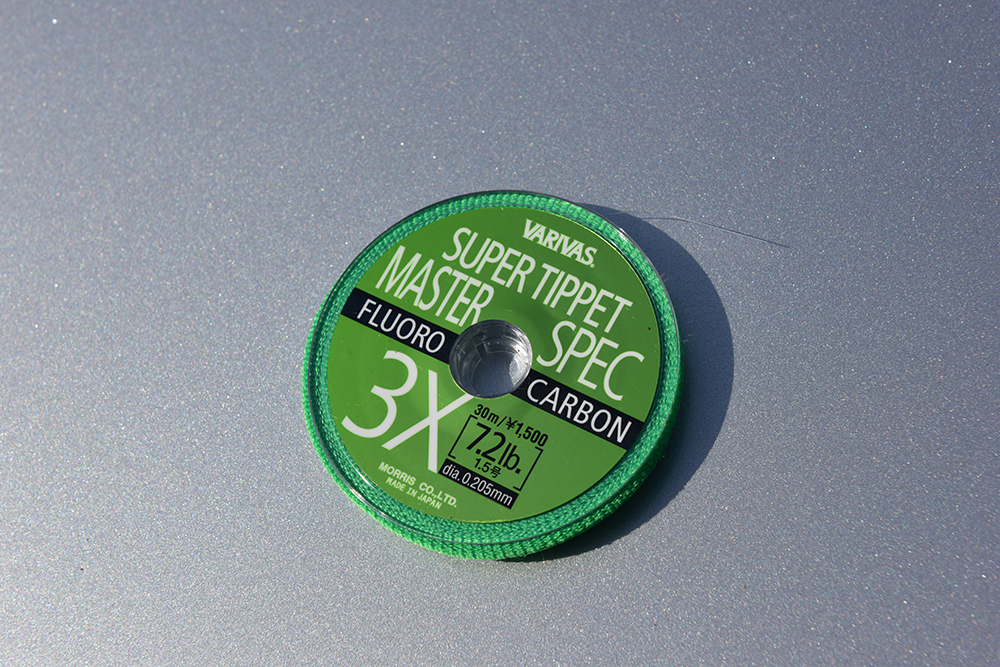 VARIVAS.
SUPER TIPPET
MASTER SPEC
FLUORO CARBON
3X
30m/¥1,500
7.2lb.
1.5号
dia.0.205mm
MORRIS CO.,LTD.
MADE IN JAPAN